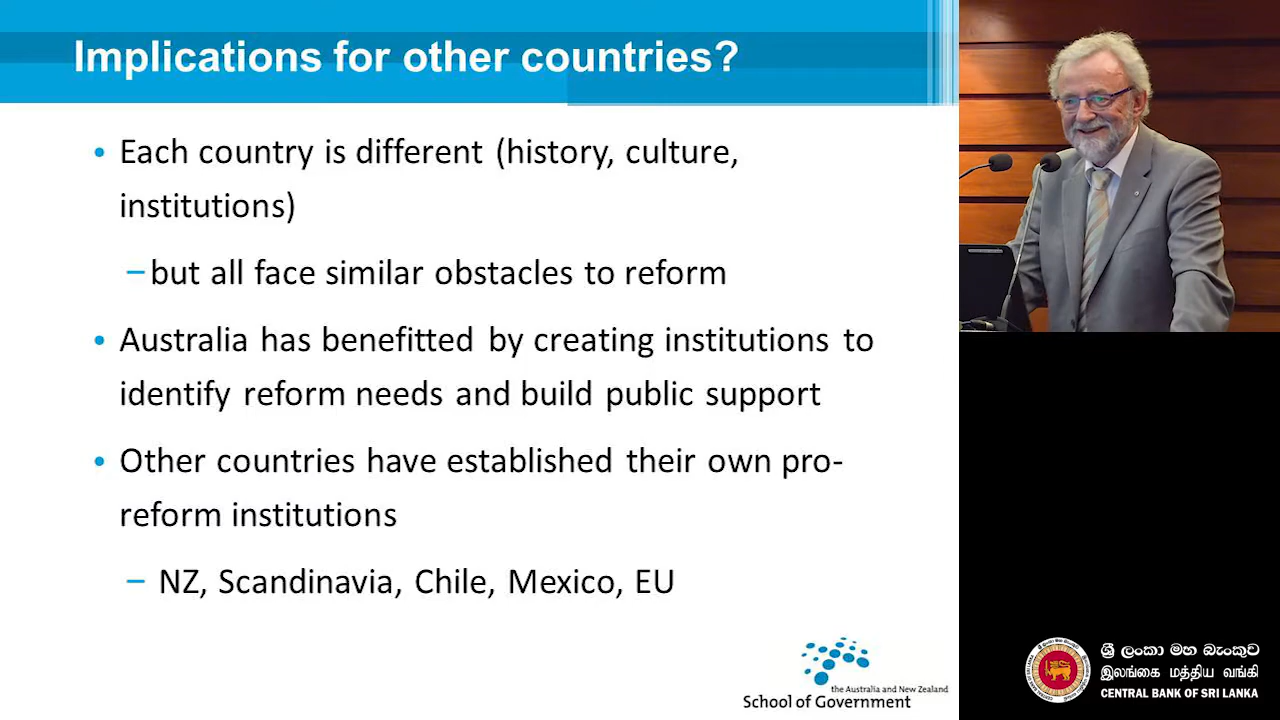 Implications for other countries?
• Each country is different (history, culture,
institutions)
– but all face similar obstacles to reform
• Australia has benefitted by creating institutions to
identify reform needs and build public support
• Other countries have established their own pro-
reform institutions
– NZ, Scandinavia, Chile, Mexico, EU
the Australia and New Zealand
School of Government
ශ්‍රී ලංකා මහ බැංකුව
இலங்கை மத்திய வங்கி
CENTRAL BANK OF SRI LANKA